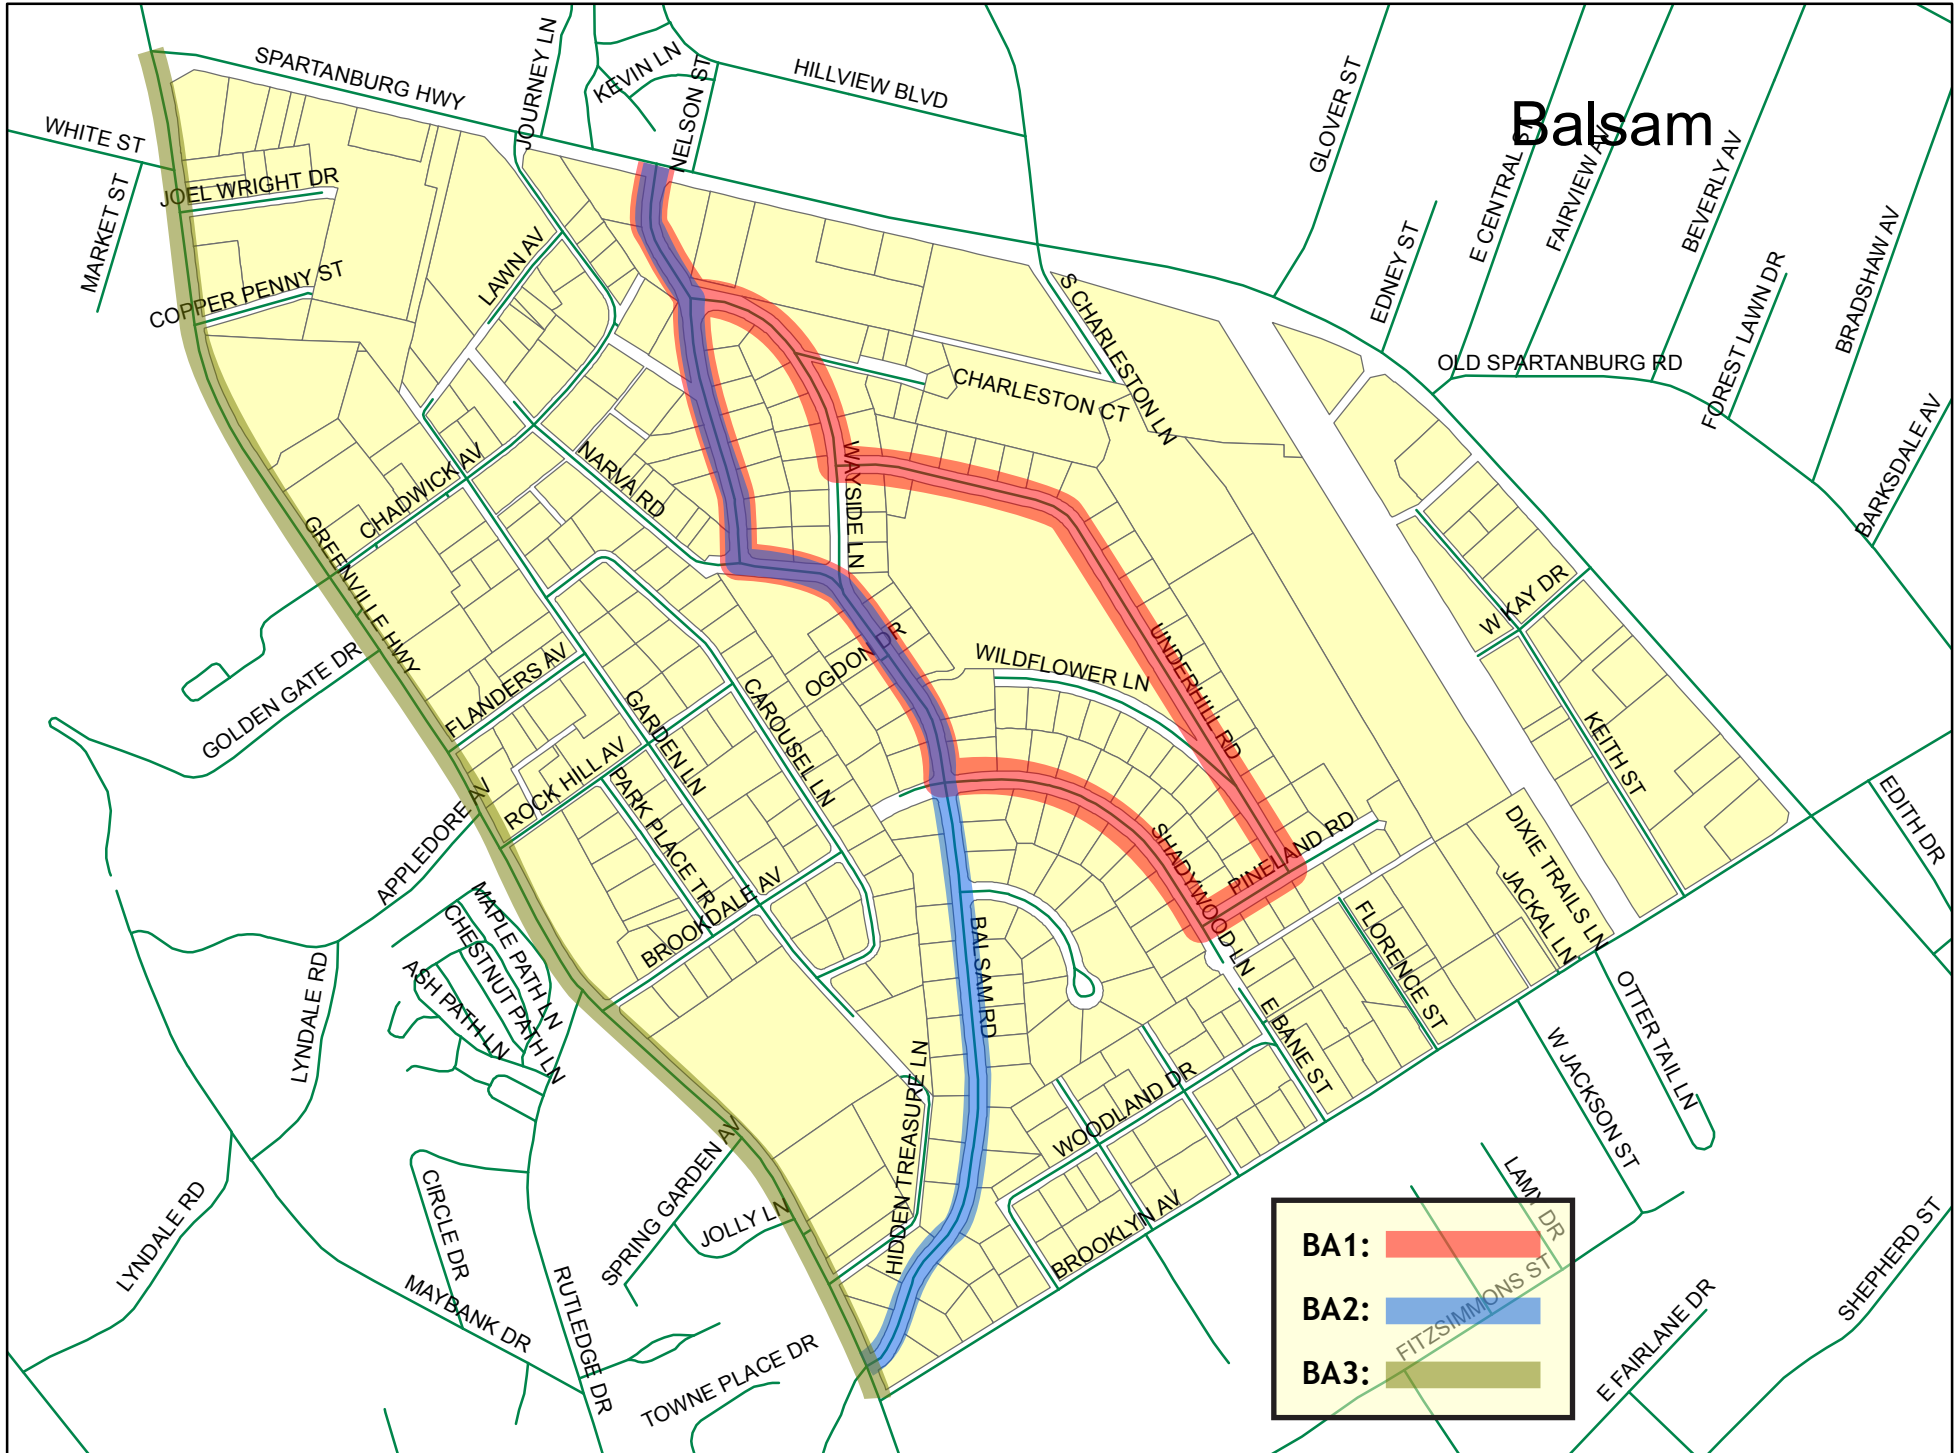 SPARTANBURG HWY
JOURNEY LN
KEVIN LN
NELSON ST
HILLVIEW BLVD
GLOVER ST
Balsam
E CENTRAL
FAIRVIEW AV
BEVERLY AV
BRADSHAW AV
WHITE ST
MARKET ST
JOEL WRIGHT DR
COPPER PENNY ST
LAWN AV
EDNEY ST
FOREST LAWN DR
S CHARLESTON LN
CHARLESTON CT
OLD SPARTANBURG RD
BARKSDALE AV
CHADWICK AV
NARVA RD
WAYSIDE LN
GREENVILLE HWY
GOLDEN GATE DR
FLANDERS AV
GARDEN LN
CAROUSEL LN
OGDON DR
WILDFLOWER LN
UNDERHILL RD
W KAY DR
KEITH ST
ROCK HILL AV
PARK PLACE TR
APPLEDORE AV
BROOKDALE AV
SHADYWOOD LN
PINELAND RD
DIXIE TRAILS LN
JACKAL LN
EDITH DR
MAPLE PATH LN
CHESTNUT PATH LN
ASH PATH LN
LYNDALE RD
BALSAM RD
FLORENCE ST
E BANE ST
OTTER TAIL LN
W JACKSON ST
HIDDEN TREASURE LN
WOODLAND DR
BROOKLYN AV
SPRING GARDEN AV
JOLLY LN
LYNDALE RD
CIRCLE DR
MAYBANK DR
RUTLEDGE DR
TOWNE PLACE DR
LAMY DR
FITZSIMMONS ST
E FAIRLANE DR
SHEPHERD ST
BA1:
BA2:
BA3: